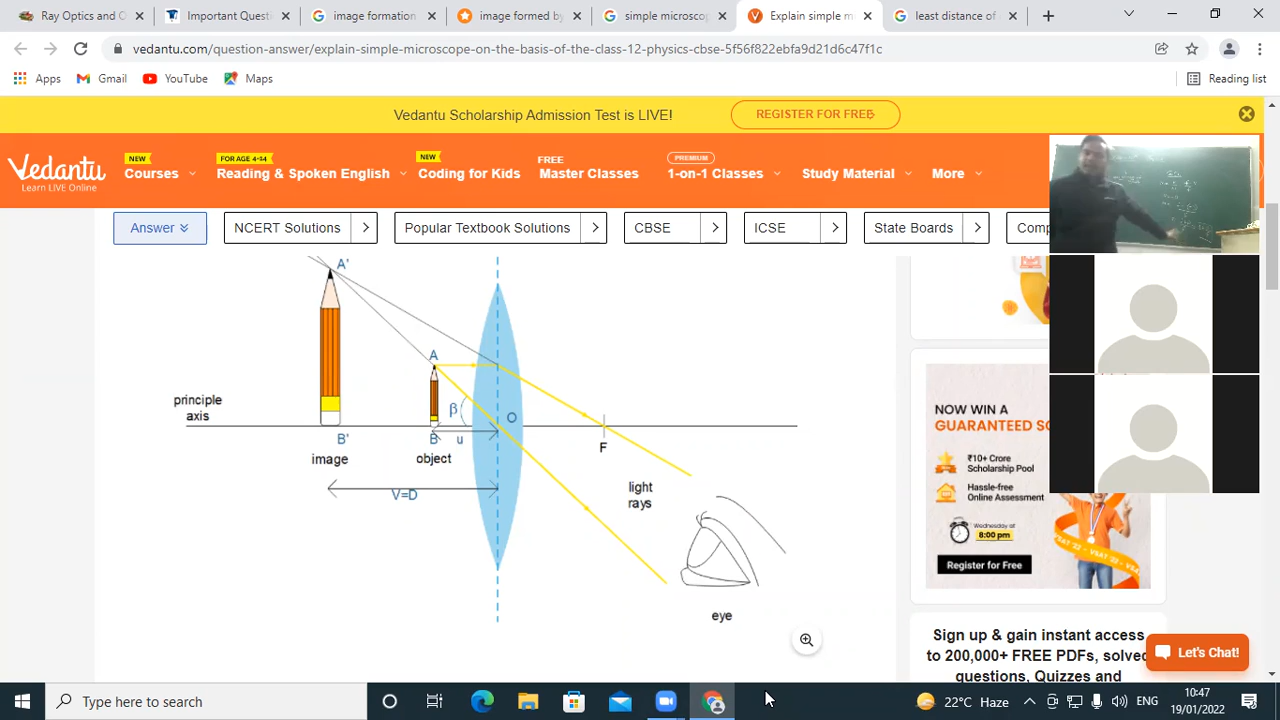 Ray Optics and O
Important Questi
image formation
image formed by
simple microscop
Explain simple m
least distance of
vedantu.com/question-answer/explain-simple-microscope-on-the-basis-of-the-class-12-physics-cbse-5f56f822ebfa9d21d6c47f1c
Apps
Gmail
YouTube
Maps
Reading list
Vedantu Scholarship Admission Test is LIVE!
REGISTER FOR FREE
Vedantu
Learn LIVE Online
NEW
Courses
FOR AGE 4-14
Reading & Spoken English
NEW
Coding for Kids
FREE
Master Classes
PREMIUM
1-on-1 Classes
Study Material
More
Answer
NCERT Solutions
Popular Textbook Solutions
CBSE
ICSE
State Boards
Comp
A'
A
principle
axis
β
O
B'
B
u
F
image
object
V=D
light
rays
eye
NOW WIN A
GUARANTEED SC
₹10+ Crore
Scholarship Pool
Hassle-free
Online Assessment
Wednesday at
8:00 pm
Register for Free
Sign up & gain instant access
to 200,000+ FREE PDFs, solved
questions, Quizzes and
Let's Chat!
Type here to search
22°C Haze
ENG
10:47
19/01/2022